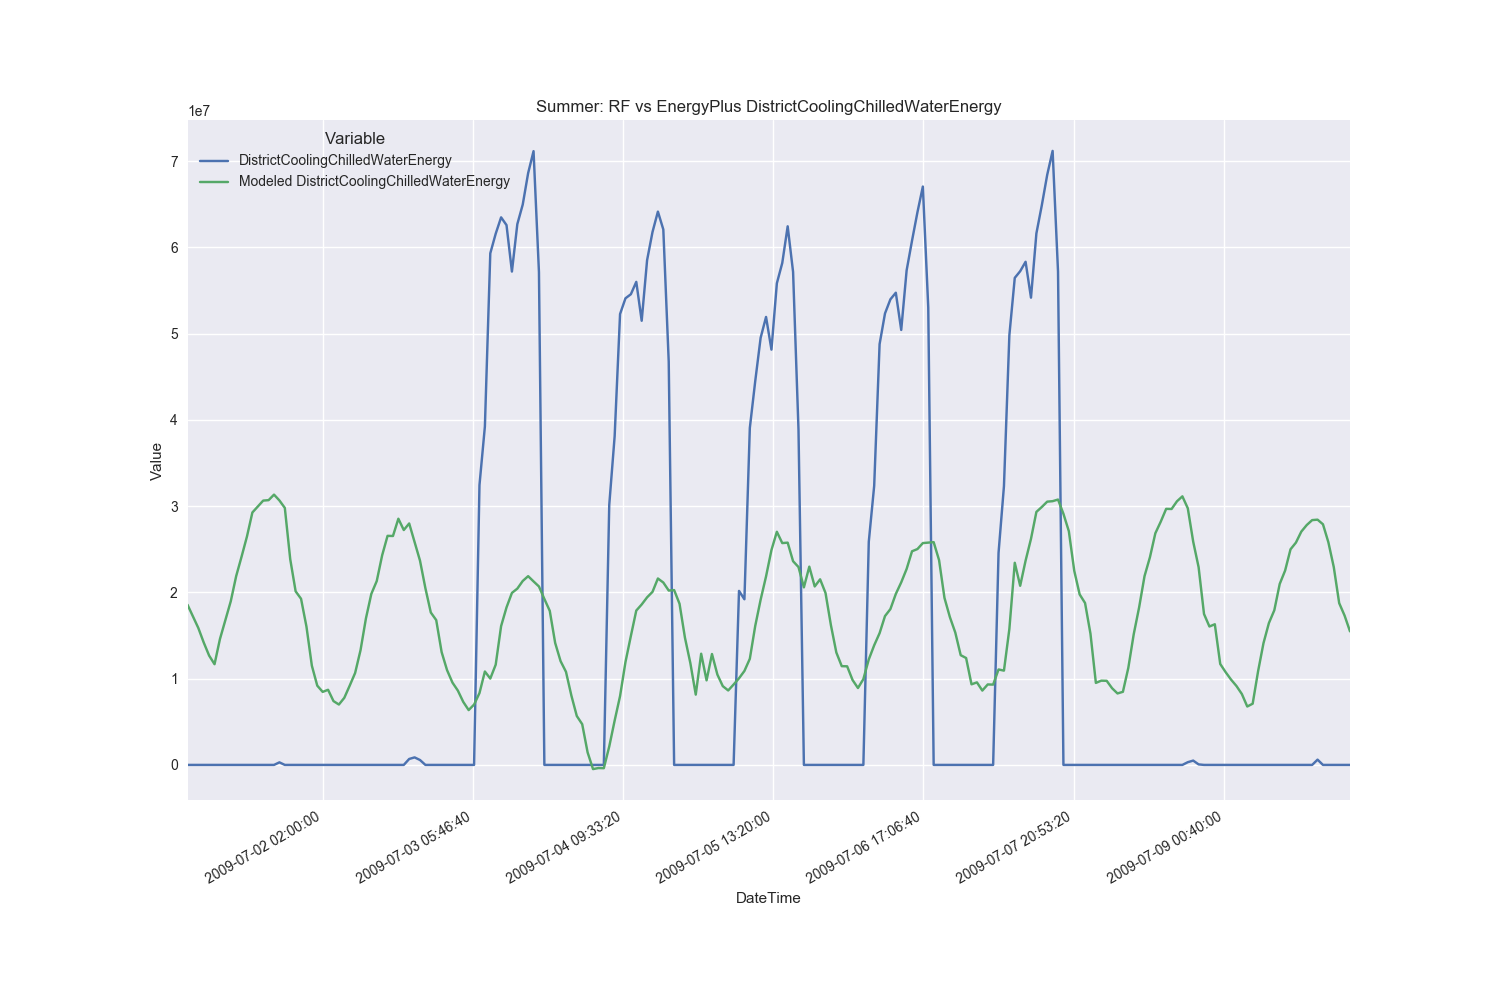 Summer: RF vs EnergyPlus DistrictCoolingChilledWaterEnergy
1e7
Variable
DistrictCoolingChilledWaterEnergy
Modeled DistrictCoolingChilledWaterEnergy
7
6
5
4
3
2
1
0
Value
2009-07-02 02:00:00
2009-07-03 05:46:40
2009-07-04 09:33:20
2009-07-05 13:20:00
2009-07-06 17:06:40
2009-07-07 20:53:20
2009-07-09 00:40:00
DateTime